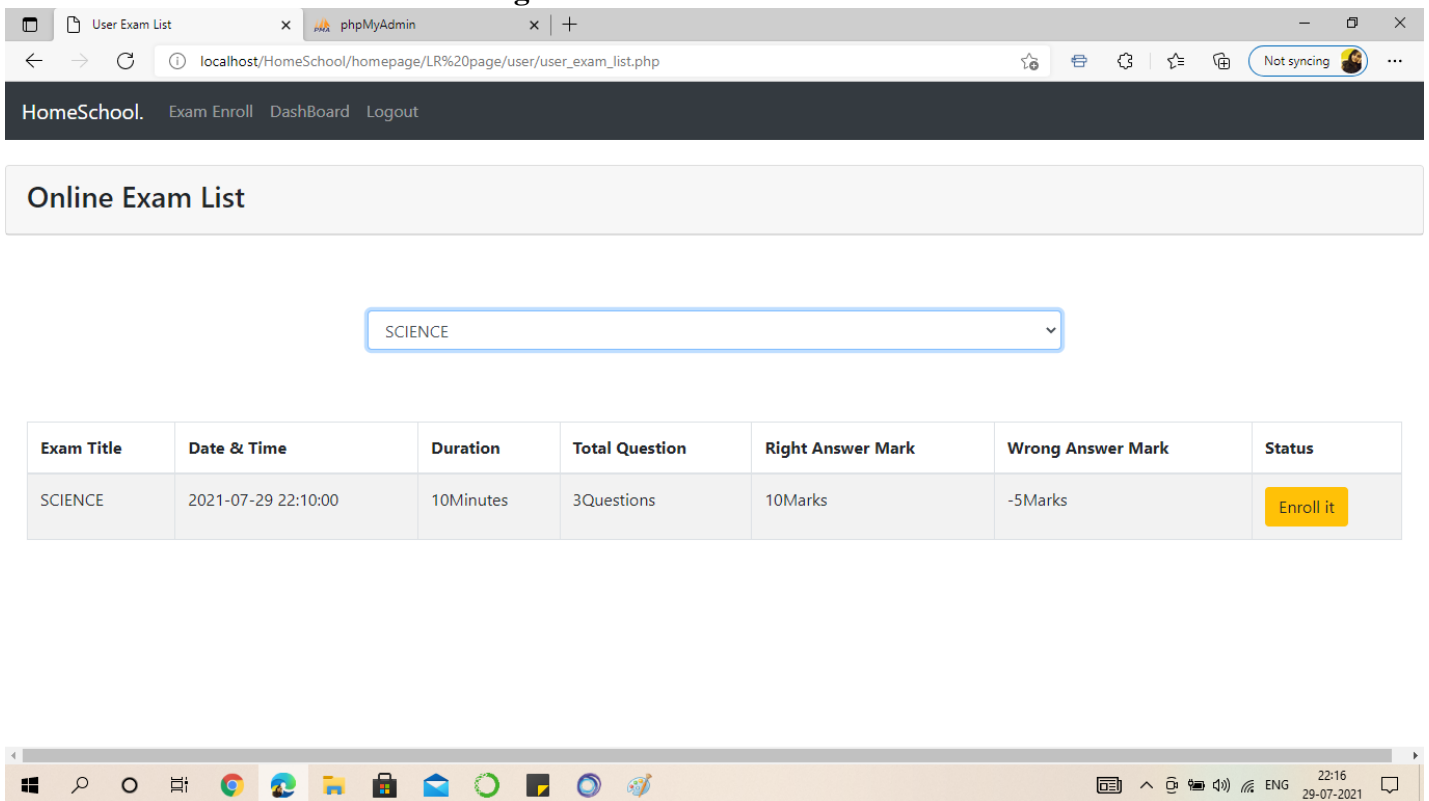 User Exam List phpMyAdmin
localhost/HomeSchool/homepage/LR%20page/user/user_exam_list.php Not syncing
HomeSchool. Exam Enroll DashBoard Logout
Online Exam List
SCIENCE
Exam Title Date & Time Duration Total Question Right Answer Mark Wrong Answer Mark Status
SCIENCE 2021-07-29 22:10:00 10Minutes 3Questions 10Marks -5Marks Enroll it
ENG 22:16
29-07-2021